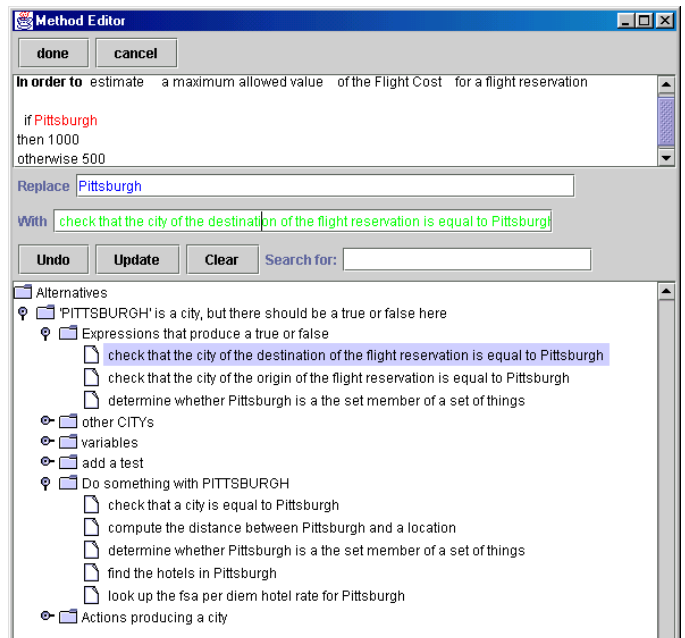 Method Editor
done cancel
In order to estimate a maximum allowed value of the Flight Cost for a flight reservation
if Pittsburgh
then 1000
otherwise 500
Replace Pittsburgh
With check that the city of the destination of the flight reservation is equal to Pittsburgh
Undo Update Clear Search for:
Alternatives
'PITTSBURGH' is a city, but there should be a true or false here
Expressions that produce a true or false
check that the city of the destination of the flight reservation is equal to Pittsburgh
check that the city of the origin of the flight reservation is equal to Pittsburgh
determine whether Pittsburgh is a the set member of a set of things
other CITYs
variables
add a test
Do something with PITTSBURGH
check that a city is equal to Pittsburgh
compute the distance between Pittsburgh and a location
determine whether Pittsburgh is a the set member of a set of things
find the hotels in Pittsburgh
look up the fsa per diem hotel rate for Pittsburgh
Actions producing a city